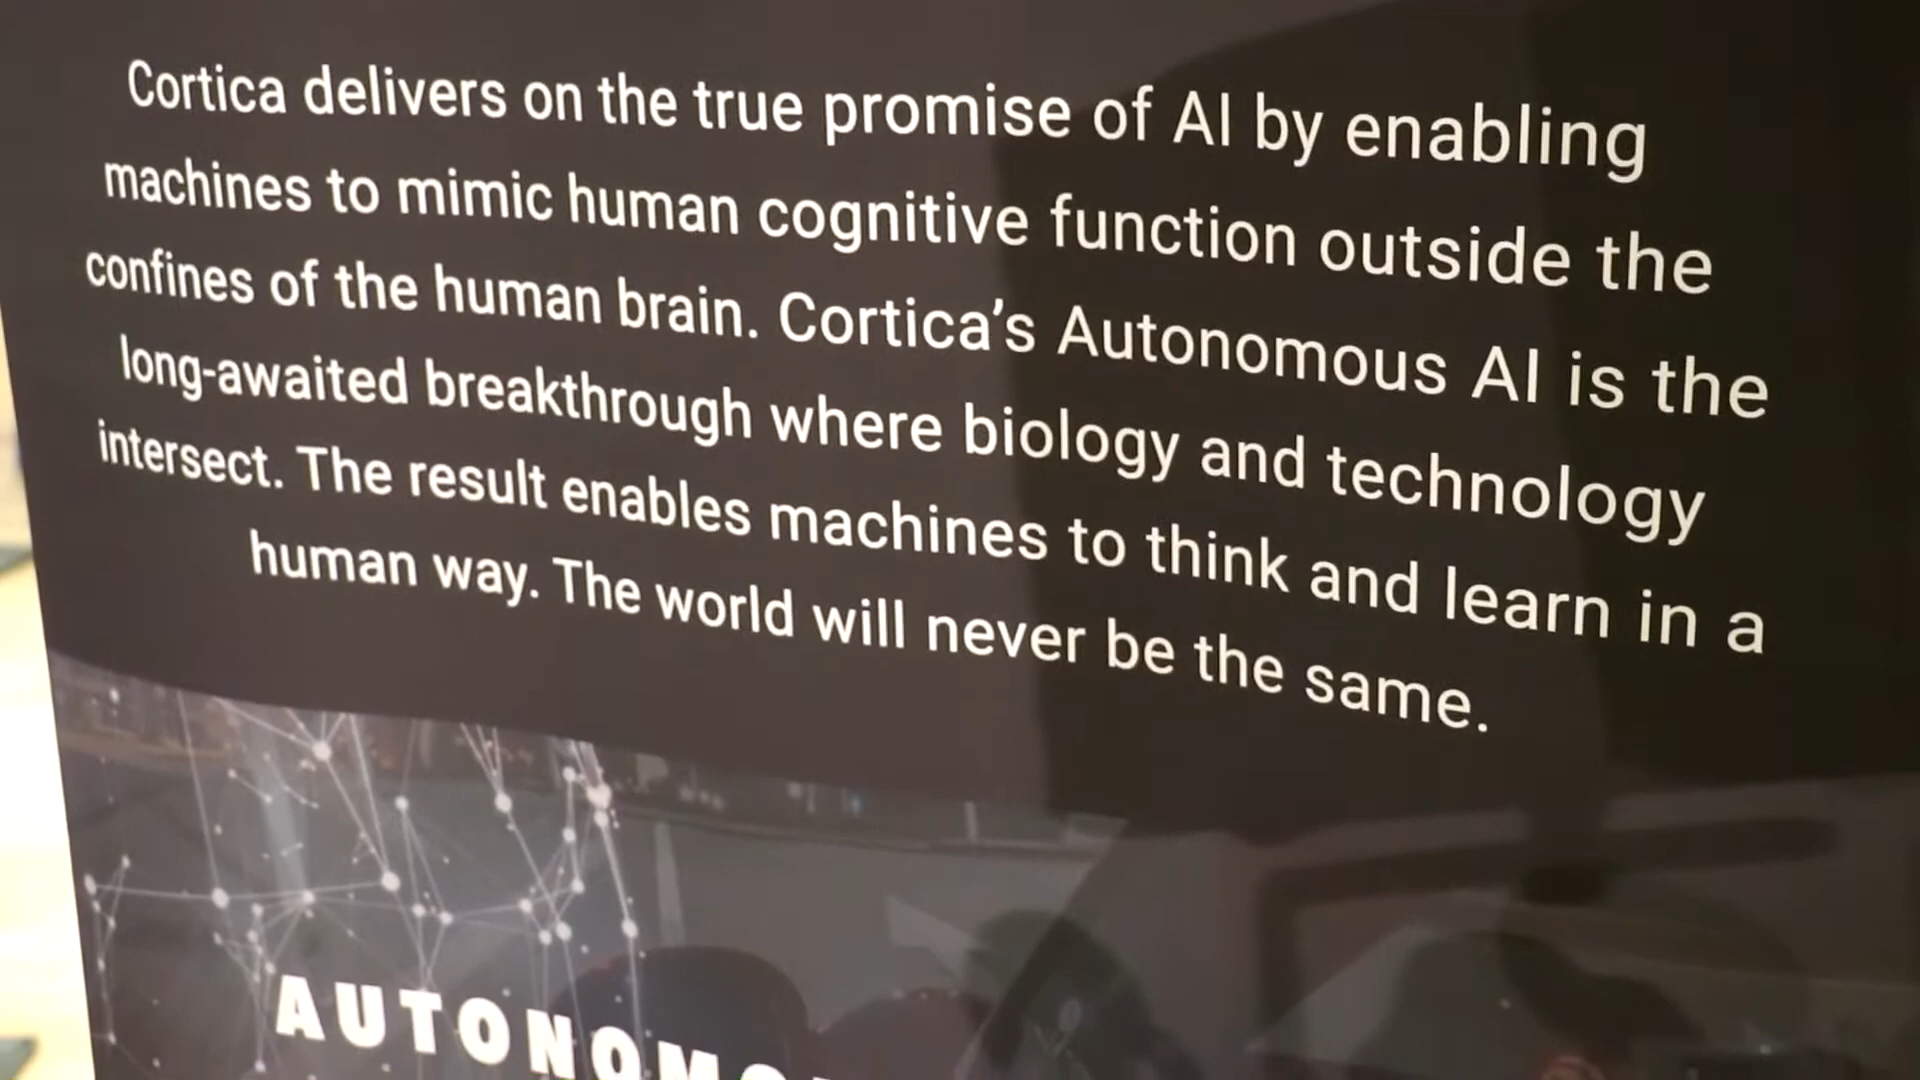 Cortica delivers on the true promise of AI by enabling
machines to mimic human cognitive function outside the
confines of the human brain. Cortica’s Autonomous AI is the
long-awaited breakthrough where biology and technology
intersect. The result enables machines to think and learn in a
human way. The world will never be the same.
AUTONOMO